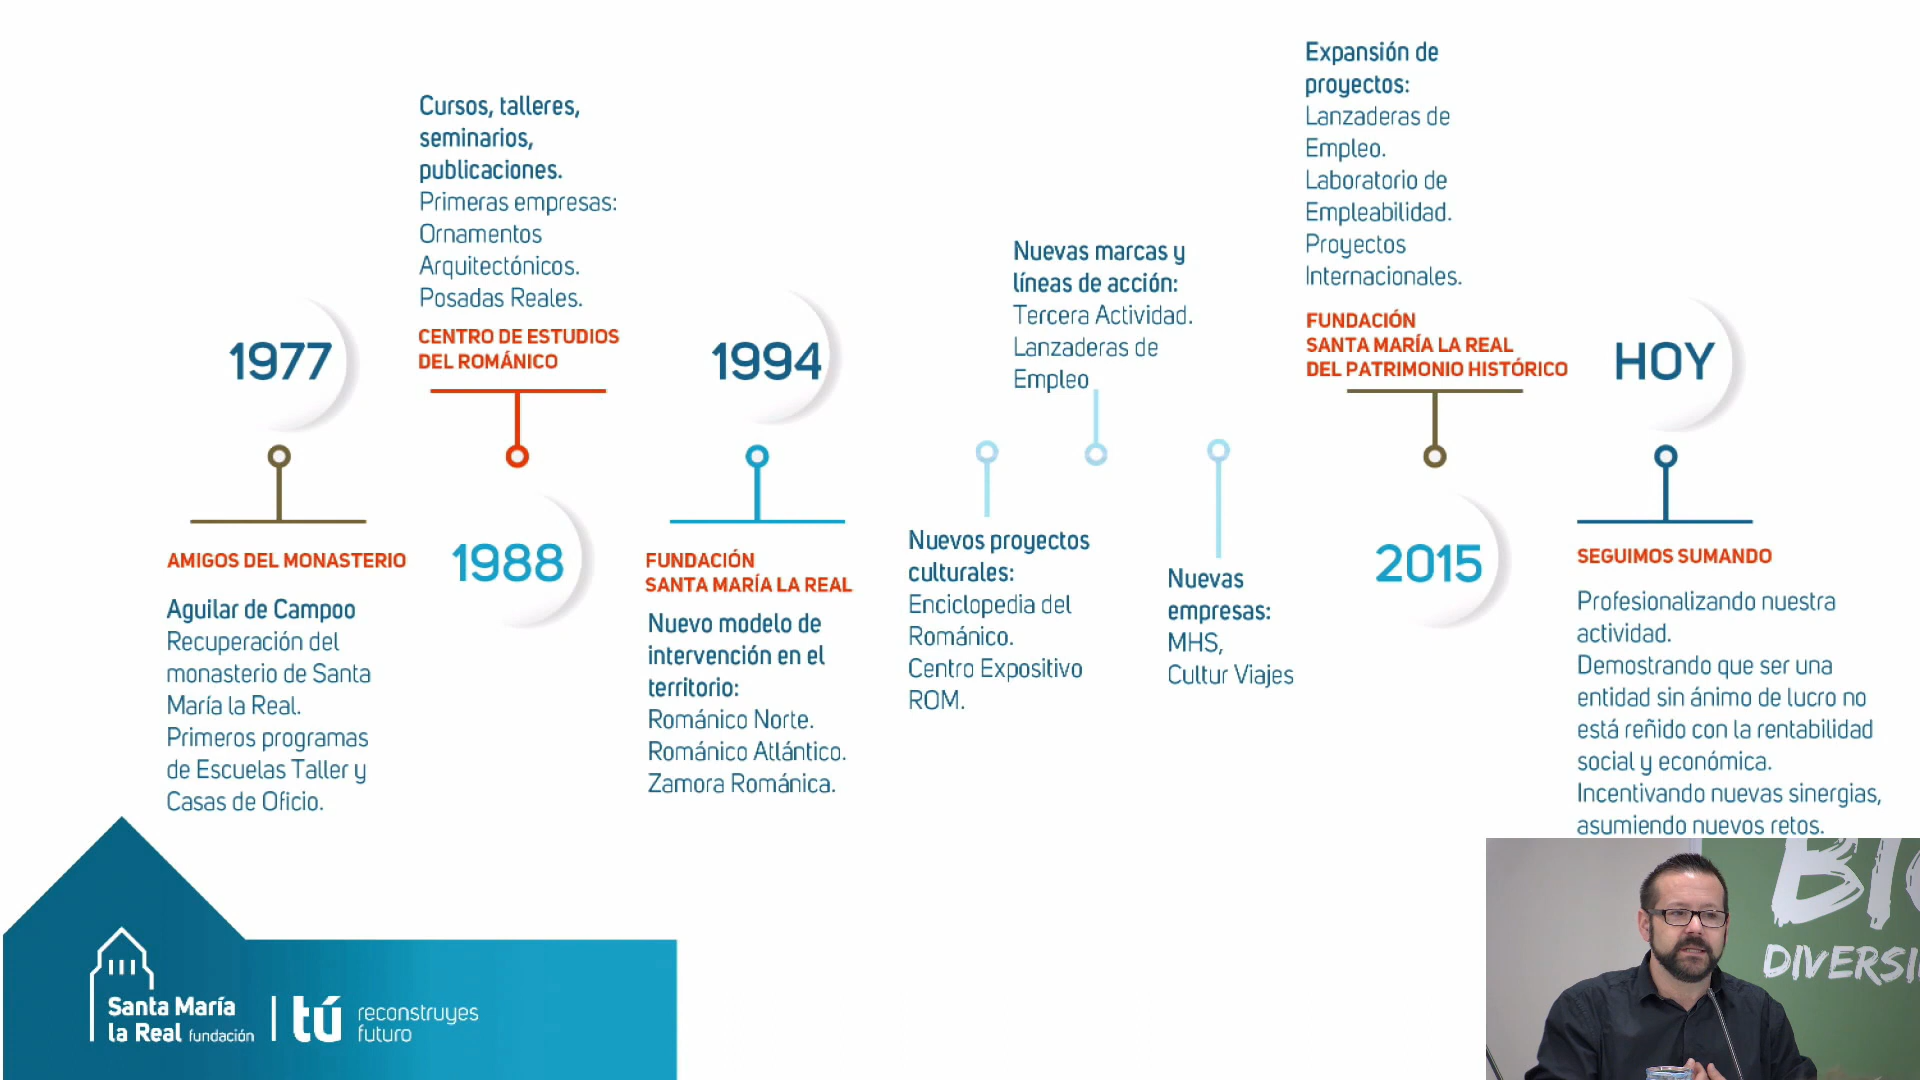 1977
AMIGOS DEL MONASTERIO
Aguilar de Campoo
Recuperación del
monasterio de Santa
María la Real.
Primeros programas
de Escuelas Taller y
Casas de Oficio.
Cursos, talleres,
seminarios,
publicaciones.
Primeras empresas:
Ornamentos
Arquitectónicos.
Posadas Reales.
CENTRO DE ESTUDIOS
DEL ROMÁNICO
1988
1994
FUNDACIÓN
SANTA MARÍA LA REAL
Nuevo modelo de
intervención en el
territorio:
Románico Norte.
Románico Atlántico.
Zamora Románica.
Nuevos proyectos
culturales:
Enciclopedia del
Románico.
Centro Expositivo
ROM.
Nuevas marcas y
líneas de acción:
Tercera Actividad.
Lanzaderas de
Empleo
Nuevas
empresas:
MHS,
Cultur Viajes
Expansión de
proyectos:
Lanzaderas de
Empleo.
Laboratorio de
Empleabilidad.
Proyectos
Internacionales.
FUNDACIÓN
SANTA MARÍA LA REAL
DEL PATRIMONIO HISTÓRICO
2015
HOY
SEGUIMOS SUMANDO
Profesionalizando nuestra
actividad.
Demostrando que ser una
entidad sin ánimo de lucro no
está reñido con la rentabilidad
social y económica.
Incentivando nuevas sinergias,
asumiendo nuevos retos.
Santa María
la Real fundación
tú reconstruyes
futuro